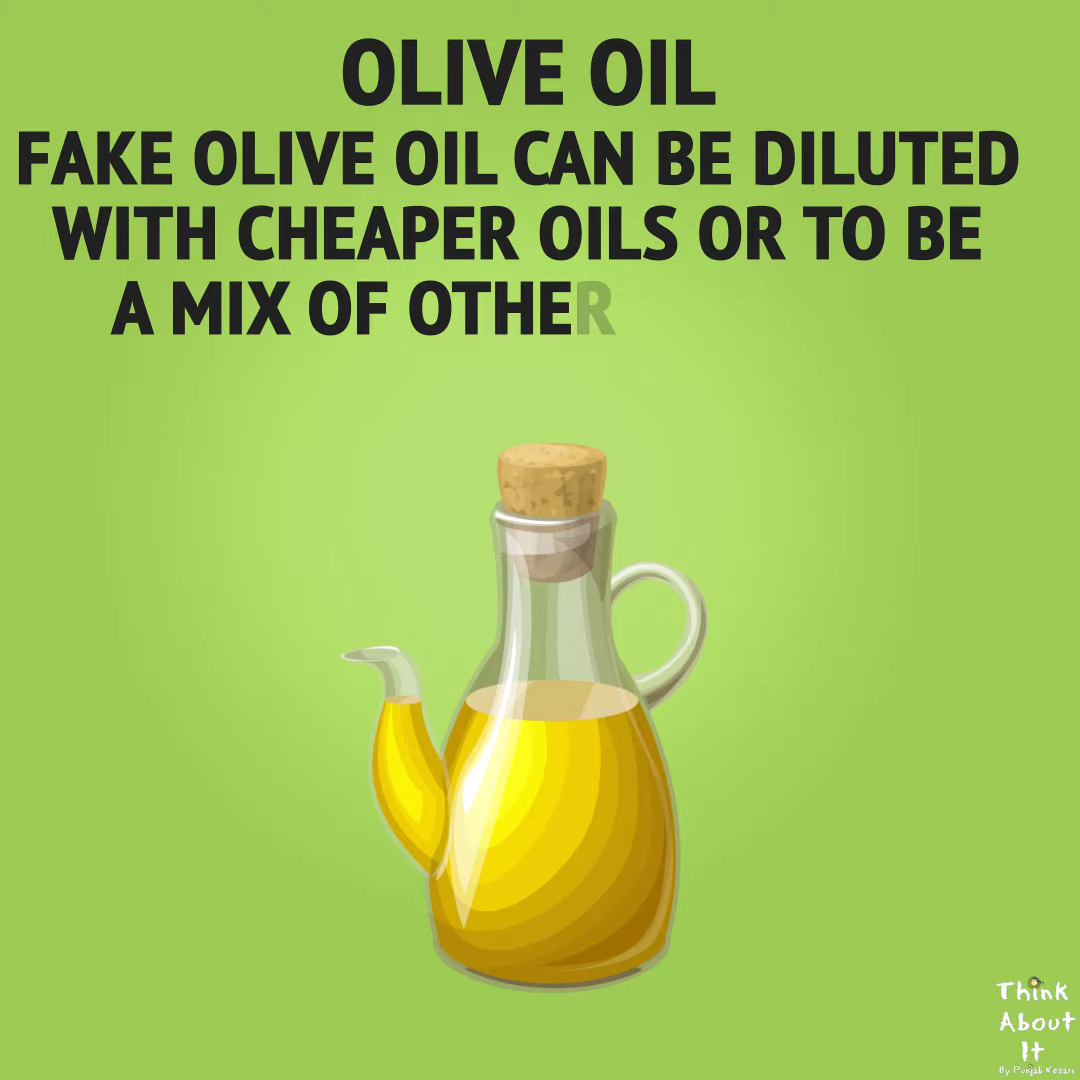 OLIVE OIL
FAKE OLIVE OIL CAN BE DILUTED
WITH CHEAPER OILS OR TO BE
A MIX OF OTHER
Think
About
It
By Punjab Kesari